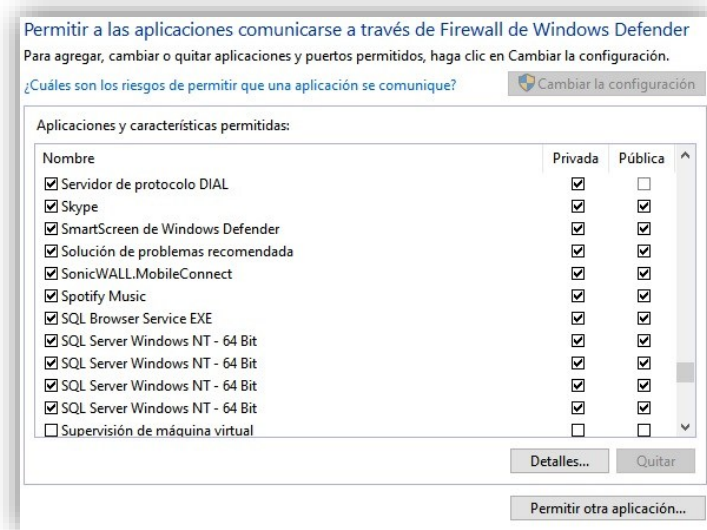 Permitir a las aplicaciones comunicarse a través de Firewall de Windows Defender
Para agregar, cambiar o quitar aplicaciones y puertos permitidos, haga clic en Cambiar la configuración.
¿Cuáles son los riesgos de permitir que una aplicación se comunique? Cambiar la configuración
Aplicaciones y características permitidas:
Nombre Privada Pública
Servidor de protocolo DIAL
Skype
SmartScreen de Windows Defender
Solución de problemas recomendada
SonicWALL.MobileConnect
Spotify Music
SQL Browser Service EXE
SQL Server Windows NT - 64 Bit
SQL Server Windows NT - 64 Bit
SQL Server Windows NT - 64 Bit
SQL Server Windows NT - 64 Bit
Supervisión de máquina virtual
Detalles... Quitar
Permitir otra aplicación...